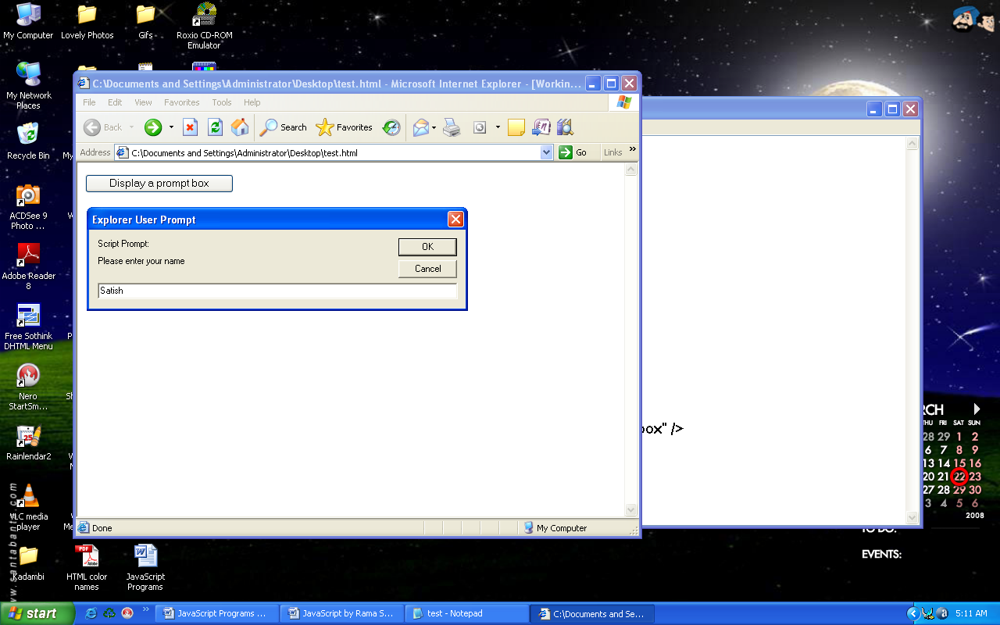 My Computer
Lovely Photos
Gifs
Roxio CD-ROM
Emulator
My Network
Places
Recycle Bin
ACDSee 9
Photo ...
Adobe Reader
8
Free Sothink
DHTML Menu
Nero
StartSm...
Rainlendar2
VLC media
player
Kadambi
HTML color
names
JavaScript
Programs
www.santabanta.com
C:\Documents and Settings\Administrator\Desktop\test.html - Microsoft Internet Explorer - [Workin...
File Edit View Favorites Tools Help
Back Search Favorites
Address C:\Documents and Settings\Administrator\Desktop\test.html Go Links »
Display a prompt box
Explorer User Prompt
Script Prompt:
Please enter your name
OK
Cancel
Satish
Done
My Computer
box" />
RCH
THU FRI SAT SUN
28 29 1 2
6 7 8 9
13 14 15 16
20 21 22 23
27 28 29 30
3 4 5 6
2008
TO DO:
EVENTS:
start
JavaScript Programs ...
JavaScript by Rama S...
test - Notepad
C:\Documents and Se...
5:11 AM